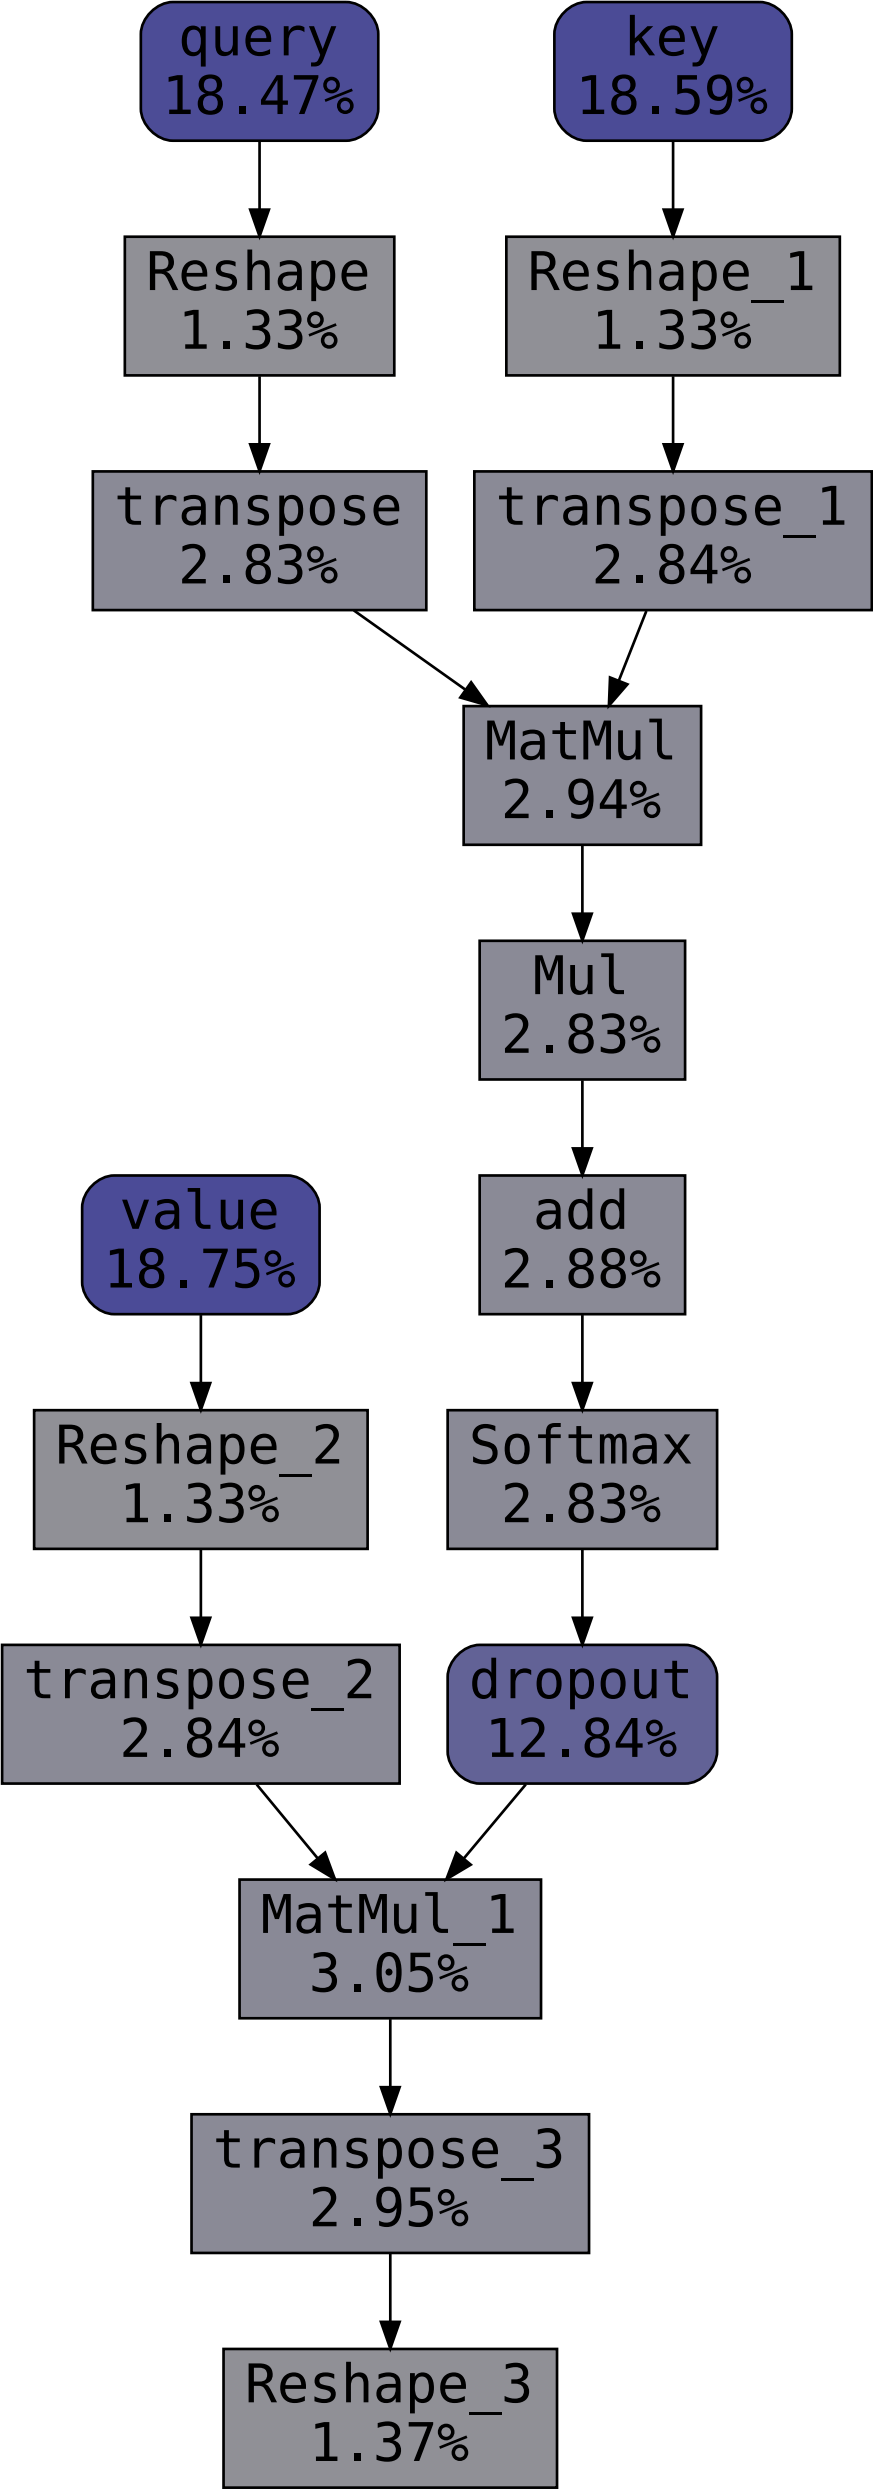 query
18.47%
key
18.59%
Reshape
1.33%
Reshape_1
1.33%
transpose
2.83%
transpose_1
2.84%
MatMul
2.94%
Mul
2.83%
value
18.75%
add
2.88%
Reshape_2
1.33%
Softmax
2.83%
transpose_2
2.84%
dropout
12.84%
MatMul_1
3.05%
transpose_3
2.95%
Reshape_3
1.37%